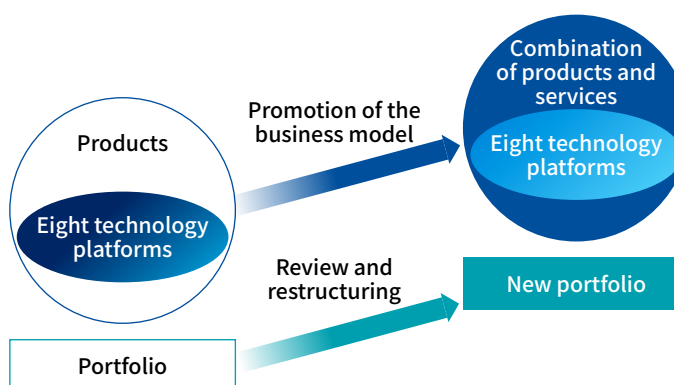 Products
Eight technology
platforms
Portfolio
Promotion of the
business model
Review and
restructuring
Combination
of products and
services
Eight technology
platforms
New portfolio